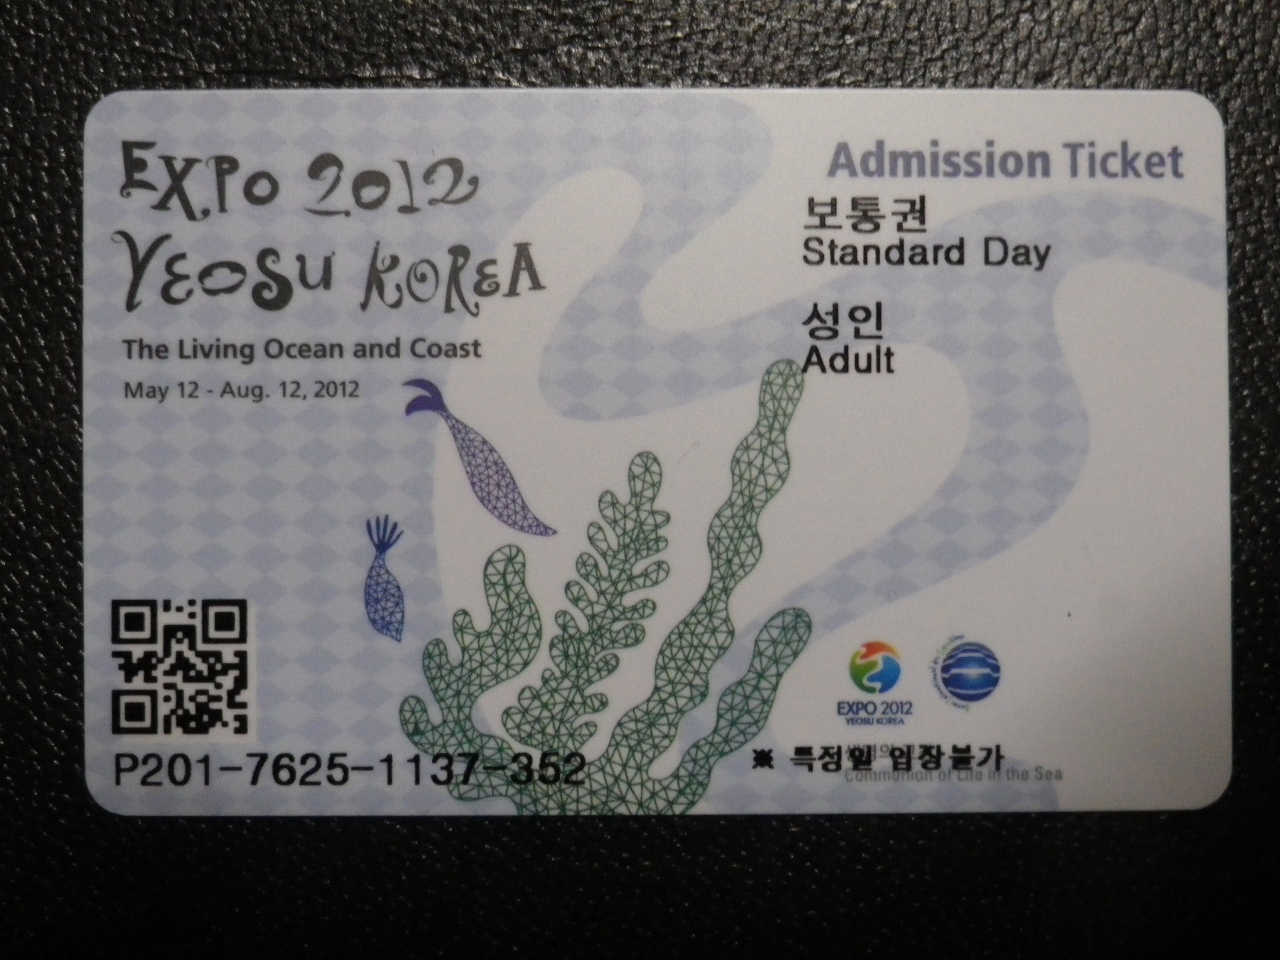 EXPO 2012
YEOSU KOREA
The Living Ocean and Coast
May 12 - Aug. 12, 2012
Admission Ticket
보통권
Standard Day
성인
Adult
EXPO 2012
YEOSU KOREA
P201-7625-1137-352
※ 특정일 입장불가
Communion of Life in the Sea